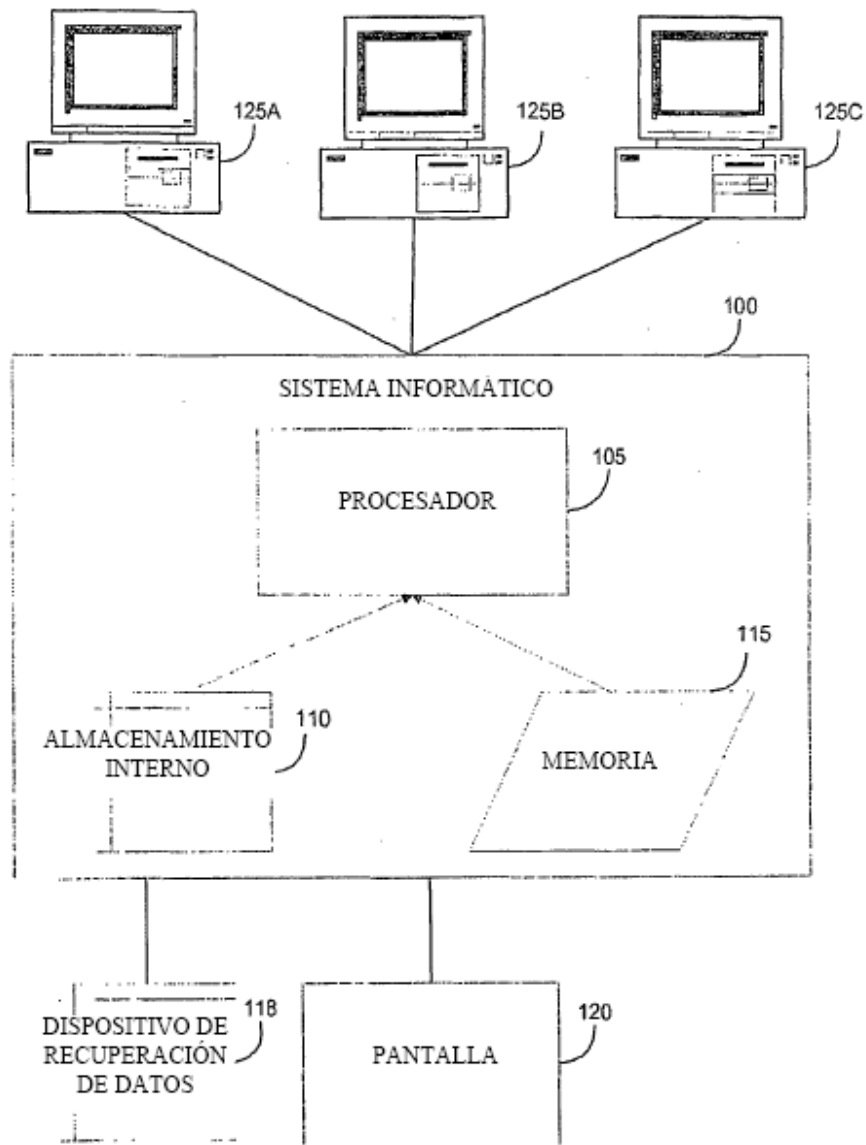 125A
125B
125C
100
SISTEMA INFORMÀTICO
105
PROCESADOR
115
110
ALMACENAMIENTO
INTERNO
MEMORIA
118
120
DISPOSITIVO DE
RECUPERACIÓN
DE DATOS
PANTALLA